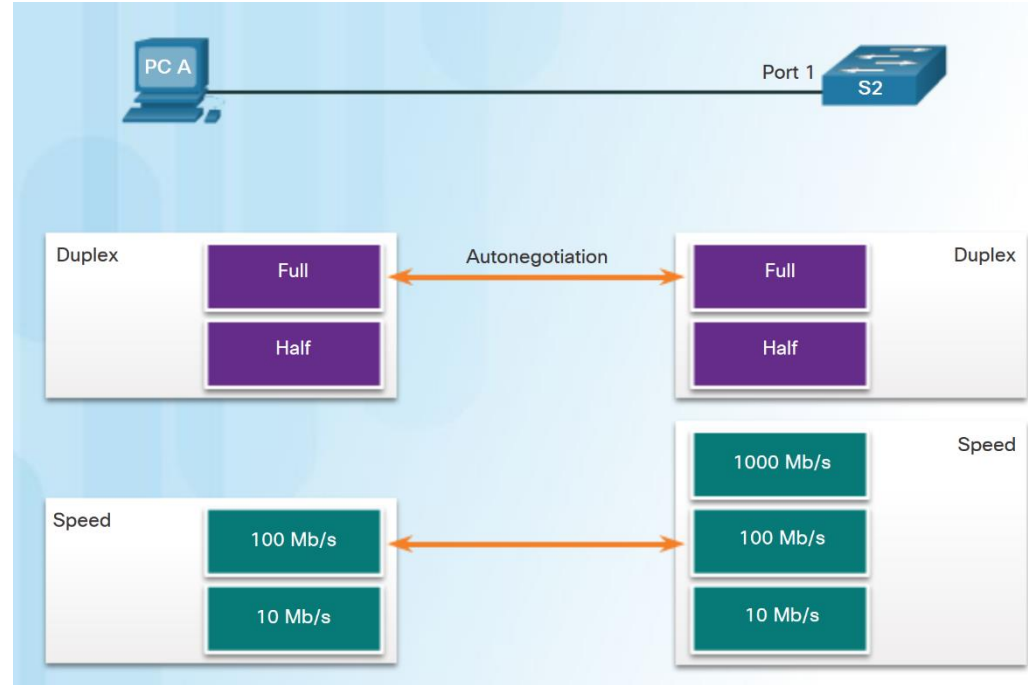 PC A
Port 1
S2
Duplex
Full
Half
Autonegotiation
Full
Half
Duplex
Speed
100 Mb/s
10 Mb/s
1000 Mb/s
100 Mb/s
10 Mb/s
Speed